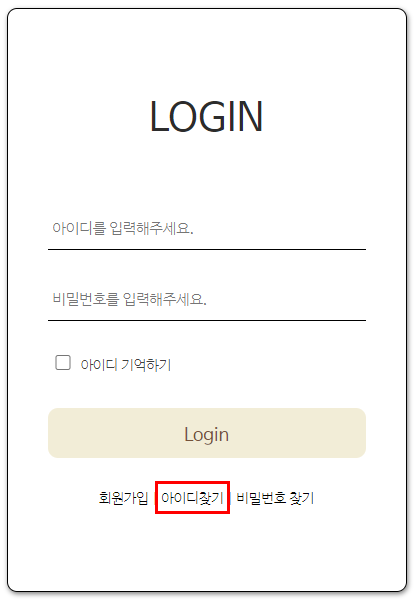 LOGIN
아이디를 입력해주세요.
비밀번호를 입력해주세요.
아이디 기억하기
Login
회원가입 | 아이디찾기 | 비밀번호 찾기